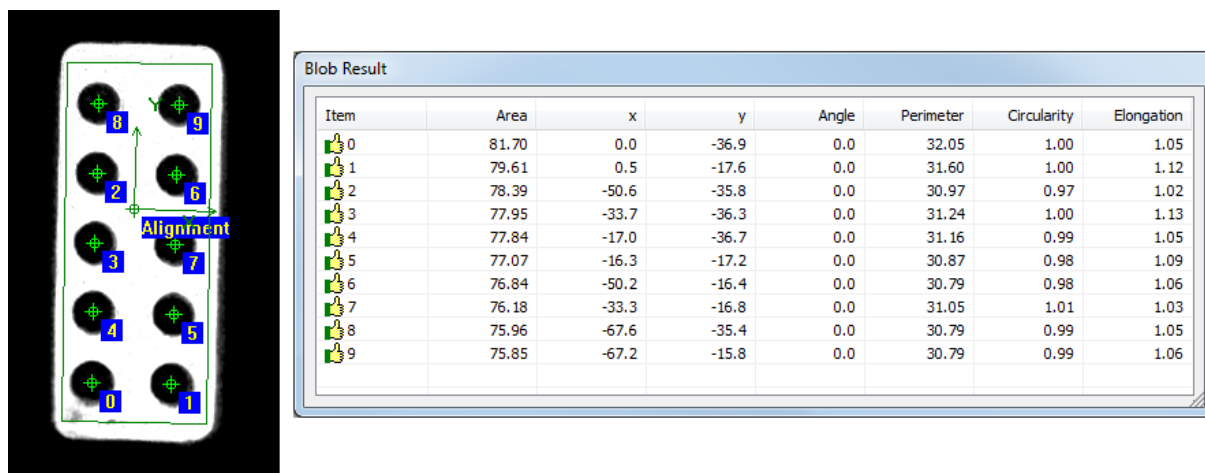 8 9
Y
2 6
Alignment
X
3 7
4 5
0 1
Blob Result
Item Area x y Angle Perimeter Circularity Elongation
0 81.70 0.0 -36.9 0.0 32.05 1.00 1.05
1 79.61 0.5 -17.6 0.0 31.60 1.00 1.12
2 78.39 -50.6 -35.8 0.0 30.97 0.97 1.02
3 77.95 -33.7 -36.3 0.0 31.24 1.00 1.13
4 77.84 -17.0 -36.7 0.0 31.16 0.99 1.05
5 77.07 -16.3 -17.2 0.0 30.87 0.98 1.09
6 76.84 -50.2 -16.4 0.0 30.79 0.98 1.06
7 76.18 -33.3 -16.8 0.0 31.05 1.01 1.03
8 75.96 -67.6 -35.4 0.0 30.79 0.99 1.05
9 75.85 -67.2 -15.8 0.0 30.79 0.99 1.06